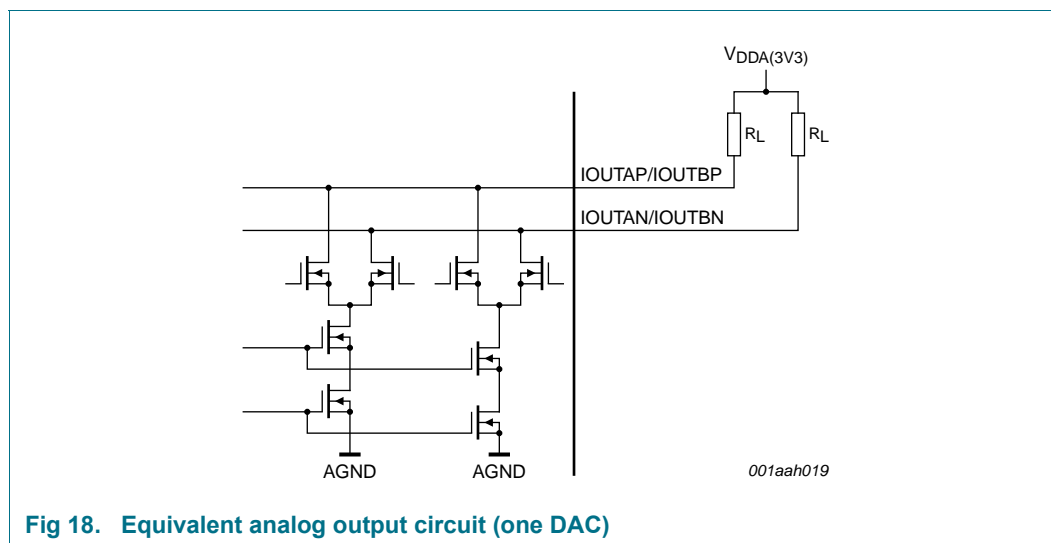 VDDA(3V3)
RL RL
IOUTAP/IOUTBP
IOUTAN/IOUTBN
AGND AGND
001aah019
Fig 18. Equivalent analog output circuit (one DAC)